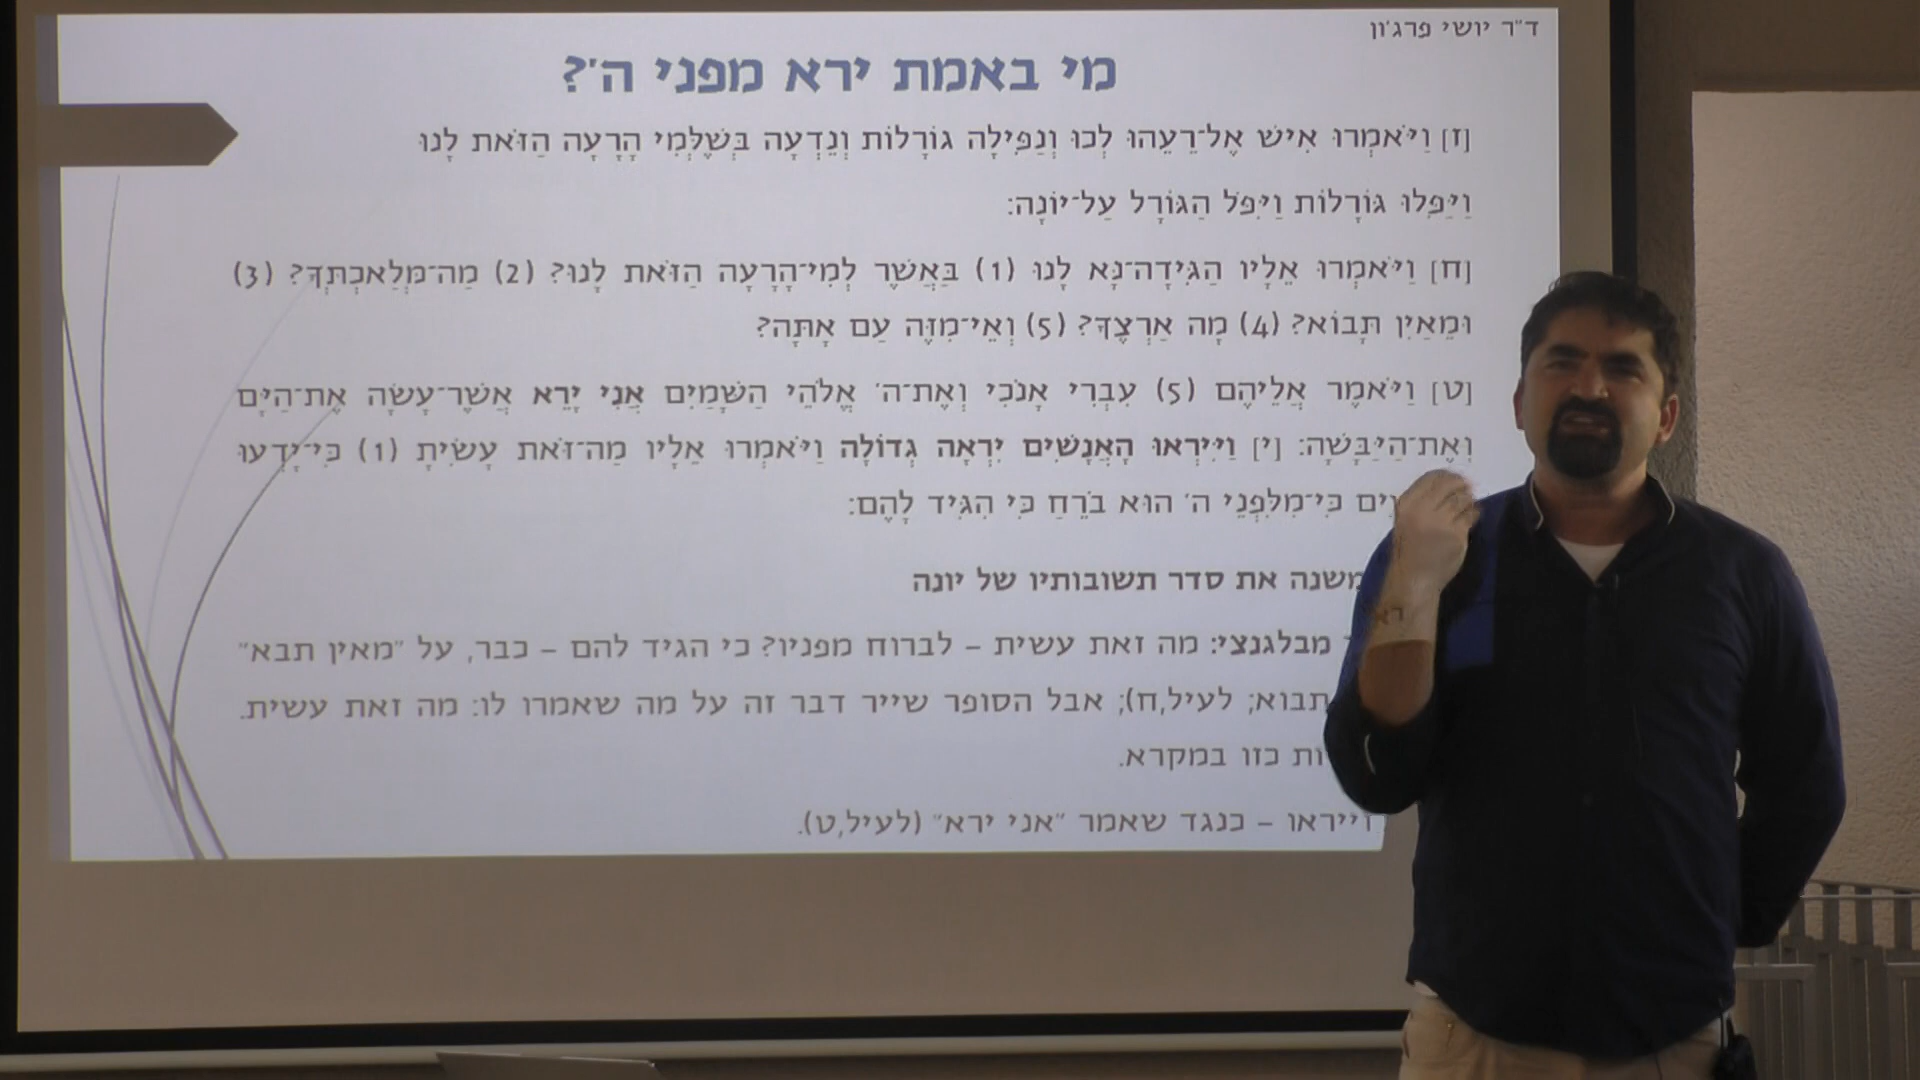 ד״ר יושי פרג׳ון
מי באמת ירא מפני ה׳?
[ז] וַיֹּאמְרוּ אִישׁ אֶל־רֵעֵהוּ לְכוּ וְנַפִּילָה גוֹרָלוֹת וְנֵדְעָה בְּשֶׁלְּמִי הָרָעָה הַזֹּאת לָנוּ
וַיַּפִּלוּ גּוֹרָלוֹת וַיִּפֹּל הַגּוֹרָל עַל־יוֹנָה:
[ח] וַיֹּאמְרוּ אֵלָיו הַגִּידָה־נָּא לָנוּ (1) בַּאֲשֶׁר לְמִי־הָרָעָה הַזֹּאת לָנוּ? (2) מַה־מְּלַאכְתְּךָ? (3)
וּמֵאַיִן תָּבוֹא? (4) מָה אַרְצֶךָ? (5) וְאֵי־מִזֶּה עַם אָתָּה?
[ט] וַיֹּאמֶר אֲלֵיהֶם (5) עִבְרִי אָנֹכִי וְאֶת־ה׳ אֱלֹהֵי הַשָּׁמַיִם אֲנִי יָרֵא אֲשֶׁר־עָשָׂה אֶת־הַיָּם
וְאֶת־הַיַּבָּשָׁה: [י] וַיִּירְאוּ הָאֲנָשִׁים יִרְאָה גְדוֹלָה וַיֹּאמְרוּ אֵלָיו מַה־זֹּאת עָשִׂיתָ (1) כִּי־יָדְעוּ
כִּי־מִלִּפְנֵי ה׳ הוּא בֹרֵחַ כִּי הִגִּיד לָהֶם:
משנה את סדר תשובותיו של יונה
מבלגנצי: מה זאת עשית – לברוח מפניו? כי הגיד להם – כבר, על ״מאין תבא״
תבוא; לעיל,ח); אבל הסופר שייר דבר זה על מה שאמרו לו: מה זאת עשית.
כזו במקרא.
וייראו – כנגד שאמר ״אני ירא״ (לעיל,ט).